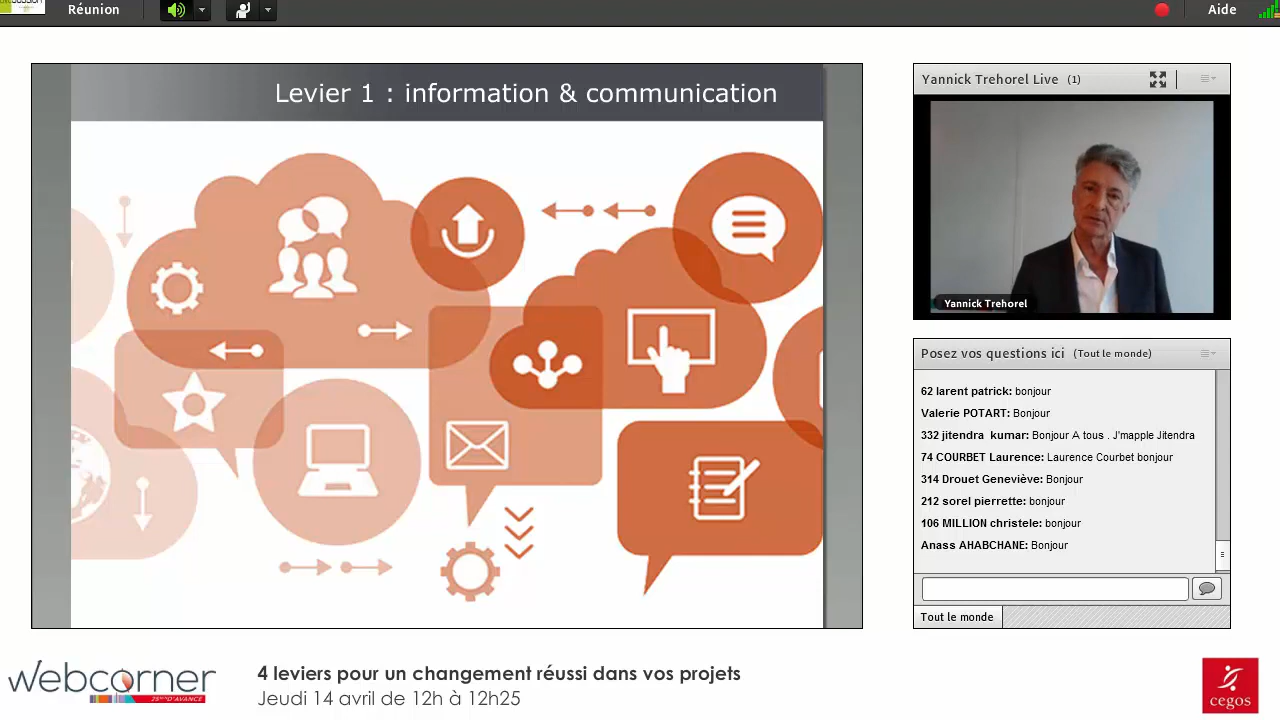 Réunion
Aide
Levier 1 : information & communication
Yannick Trehorel Live (1)
Yannick Trehorel
Posez vos questions ici (Tout le monde)
62 larent patrick: bonjour
Valerie POTART: Bonjour
332 jitendra kumar: Bonjour A tous . J'mapple Jitendra
74 COURBET Laurence: Laurence Courbet bonjour
314 Drouet Geneviève: Bonjour
212 sorel pierrette: bonjour
106 MILLION christele: bonjour
Anass AHABCHANE: Bonjour
Tout le monde
webcorner
4 leviers pour un changement réussi dans vos projets
Jeudi 14 avril de 12h à 12h25
cegos